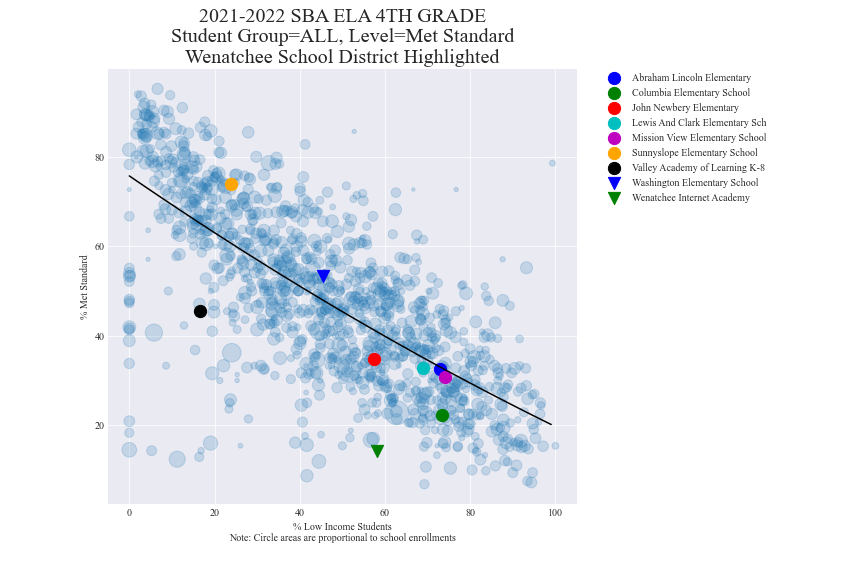 2021-2022 SBA ELA 4TH GRADE
Student Group=ALL, Level=Met Standard
Wenatchee School District Highlighted
Abraham Lincoln Elementary
Columbia Elementary School
John Newbery Elementary
Lewis And Clark Elementary Sch
Mission View Elementary School
Sunnyslope Elementary School
Valley Academy of Learning K-8
Washington Elementary School
Wenatchee Internet Academy
% Met Standard
80
60
40
20
0 20 40 60 80 100
% Low Income Students
Note: Circle areas are proportional to school enrollments